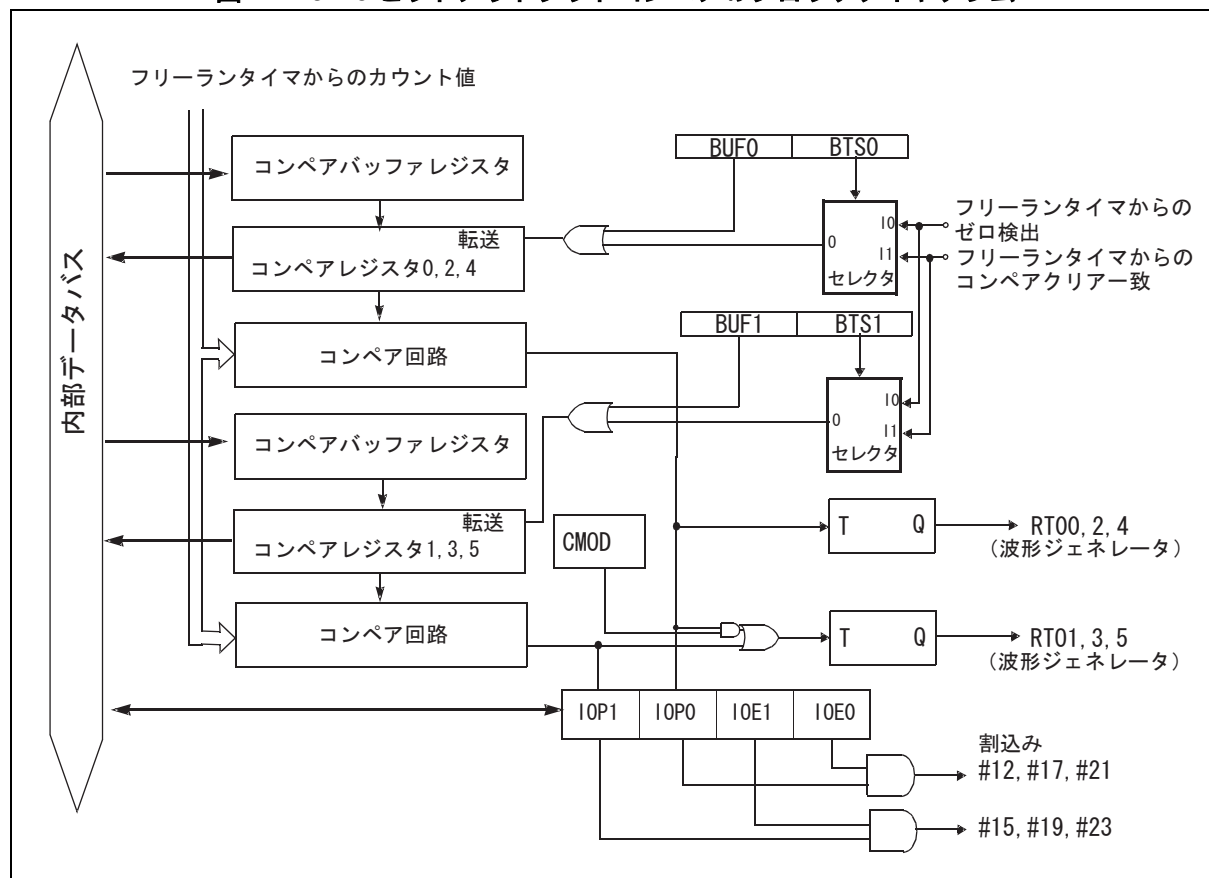 フリーランタイマからのカウント値
内部データバス
コンペアバッファレジスタ
転送
コンペアレジスタ0, 2, 4
コンペア回路
コンペアバッファレジスタ
転送
コンペアレジスタ1, 3, 5
コンペア回路
BUF0 BTS0
I0
O
I1
セレクタ
フリーランタイマからの
ゼロ検出
フリーランタイマからの
コンペアクリアー致
BUF1 BTS1
I0
O
I1
セレクタ
CMOD
T Q
RT00, 2, 4
(波形ジェネレータ)
T Q
RT01, 3, 5
(波形ジェネレータ)
IOP1 IOP0 IOE1 IOE0
割込み
#12, #17, #21
#15, #19, #23